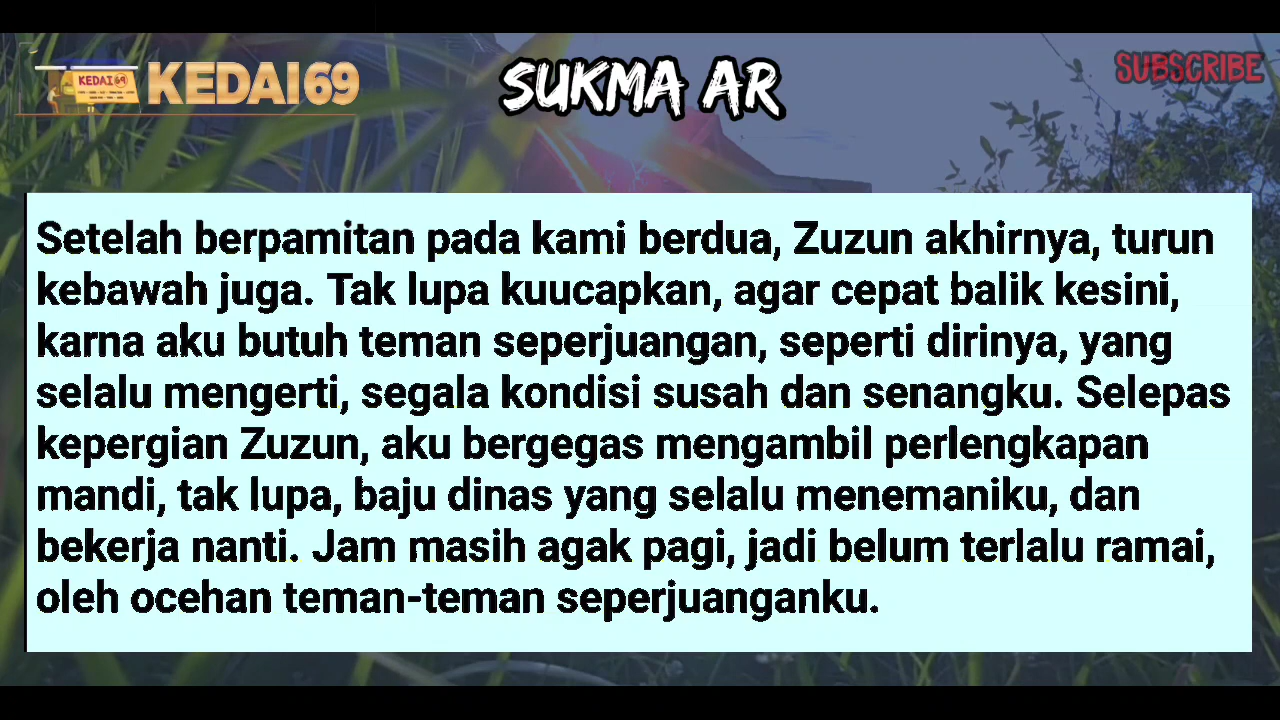 KEDAI69
KEDAI69
SUKMA AR
SUBSCRIBE
Setelah berpamitan pada kami berdua, Zuzun akhirnya, turun
kebawah juga. Tak lupa kuucapkan, agar cepat balik kesini,
karna aku butuh teman seperjuangan, seperti dirinya, yang
selalu mengerti, segala kondisi susah dan senangku. Selepas
kepergian Zuzun, aku bergegas mengambil perlengkapan
mandi, tak lupa, baju dinas yang selalu menemaniku, dan
bekerja nanti. Jam masih agak pagi, jadi belum terlalu ramai,
oleh ocehan teman-teman seperjuanganku.